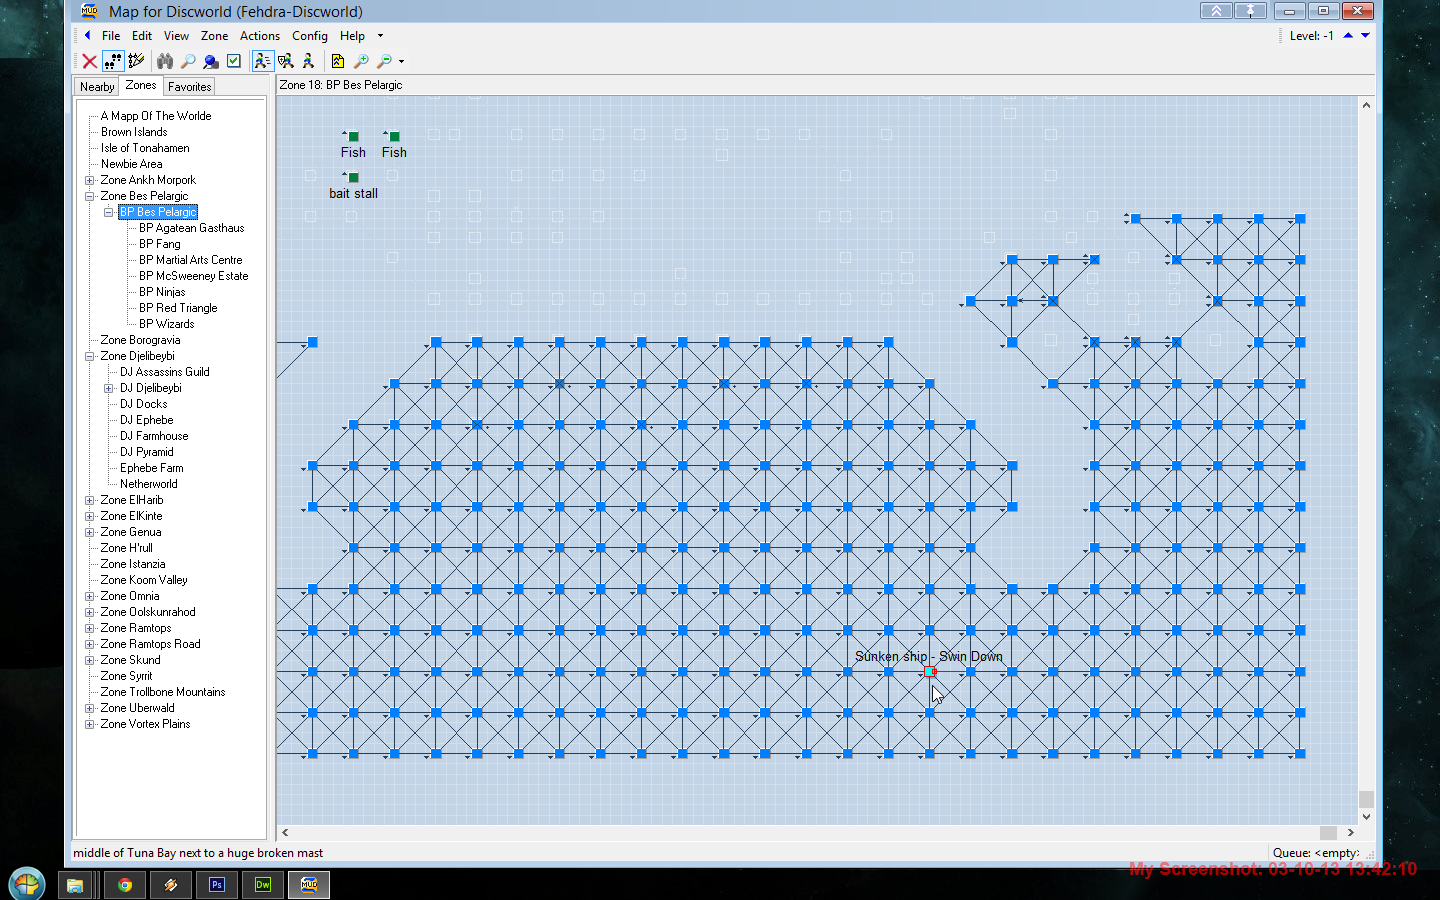 Map for Discworld (Fehdra-Discworld)
File Edit View Zone Actions Config Help
Level: -1
Nearby Zones Favorites
Zone 18: BP Bes Pelargic
A Mapp Of The Worlde
Brown Islands
Isle of Tonahamen
Newbie Area
Zone Ankh Morpork
Zone Bes Pelargic
BP Bes Pelargic
BP Agatean Gasthaus
BP Fang
BP Martial Arts Centre
BP McSweeney Estate
BP Ninjas
BP Red Triangle
BP Wizards
Zone Borogravia
Zone Djelibeybi
DJ Assassins Guild
DJ Djelibeybi
DJ Docks
DJ Ephebe
DJ Farmhouse
DJ Pyramid
Ephebe Farm
Netherworld
Zone ElHarib
Zone ElKinte
Zone Genua
Zone H'rull
Zone Istanzia
Zone Koom Valley
Zone Omnia
Zone Oolskunrahod
Zone Ramtops
Zone Ramtops Road
Zone Skund
Zone Syrrit
Zone Trollbone Mountains
Zone Uberwald
Zone Vortex Plains
Fish Fish
bait stall
Sunken ship - Swin Down
middle of Tuna Bay next to a huge broken mast
Queue: <empty>
My Screenshot: 03-10-13 13:42:10
Ps Dw MUD